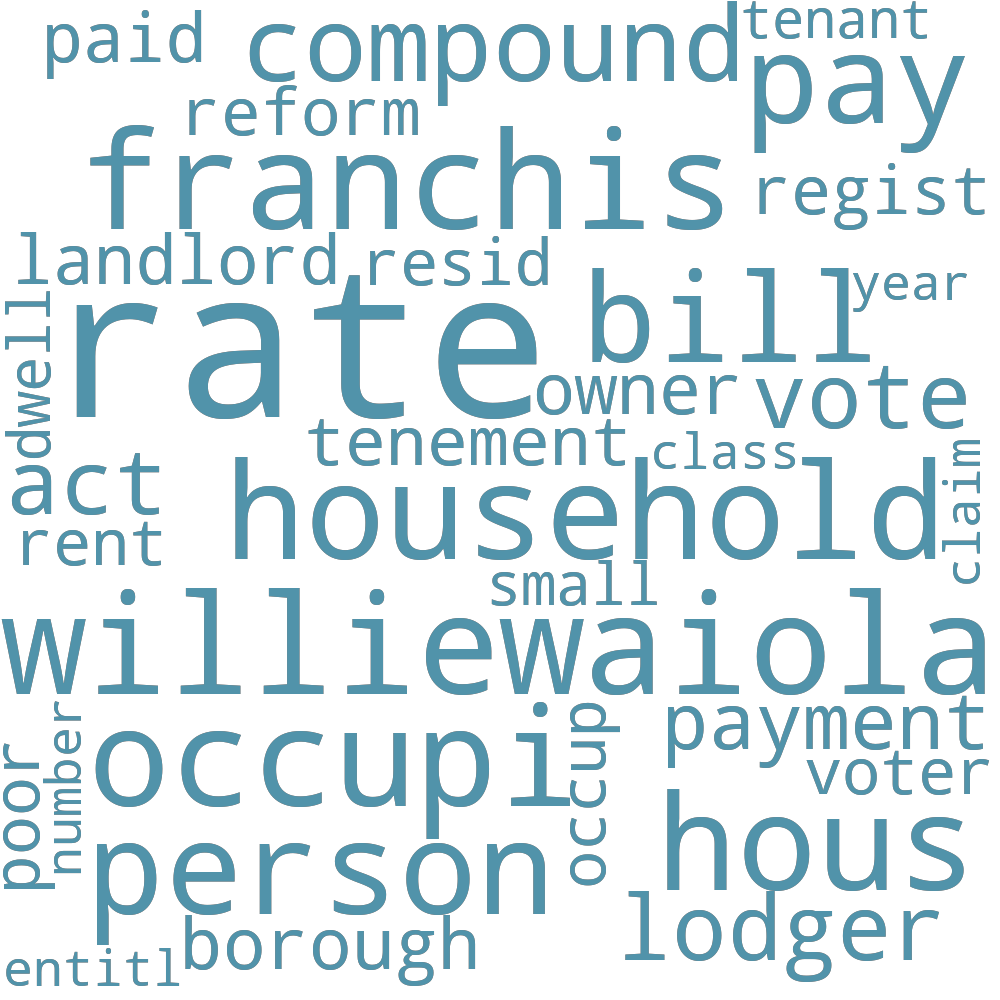 paid
compound
tenant
pay
reform
franchis
regist
landlord
resid
rate
bill
year
adwell
owner
vote
tenement
class
act
household
claim
rent
small
williewaiola
occupi
occup
payment
number
voter
poor
hous
person
lodger
borough
entitl